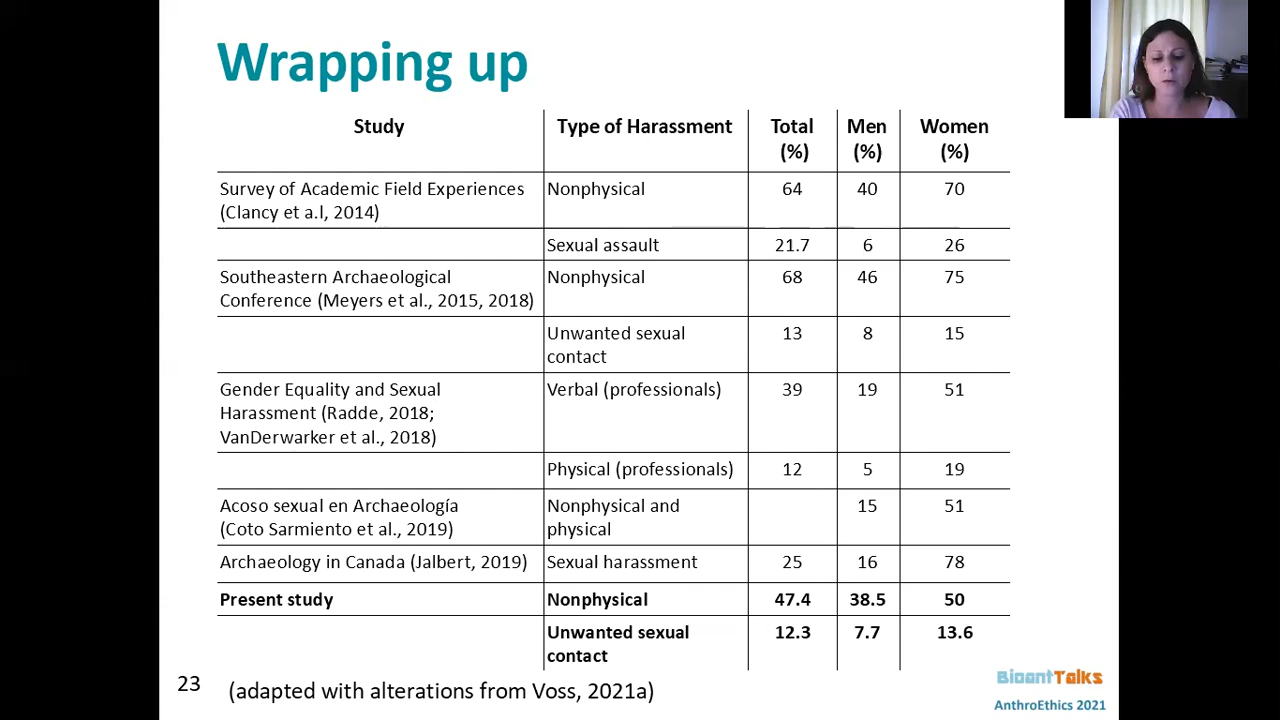 Wrapping up
Study Type of Harassment Total Men Women
(%) (%) (%)
Survey of Academic Field Experiences Nonphysical 64 40 70
(Clancy et a.l, 2014)
Sexual assault 21.7 6 26
Southeastern Archaeological Nonphysical 68 46 75
Conference (Meyers et al., 2015, 2018)
Unwanted sexual 13 8 15
contact
Gender Equality and Sexual Verbal (professionals) 39 19 51
Harassment (Radde, 2018;
VanDerwarker et al., 2018)
Physical (professionals) 12 5 19
Acoso sexual en Archaeología Nonphysical and 15 51
(Coto Sarmiento et al., 2019) physical
Archaeology in Canada (Jalbert, 2019) Sexual harassment 25 16 78
Present study Nonphysical 47.4 38.5 50
Unwanted sexual 12.3 7.7 13.6
contact
23 (adapted with alterations from Voss, 2021a)
BioantTalks
AnthroEthics 2021